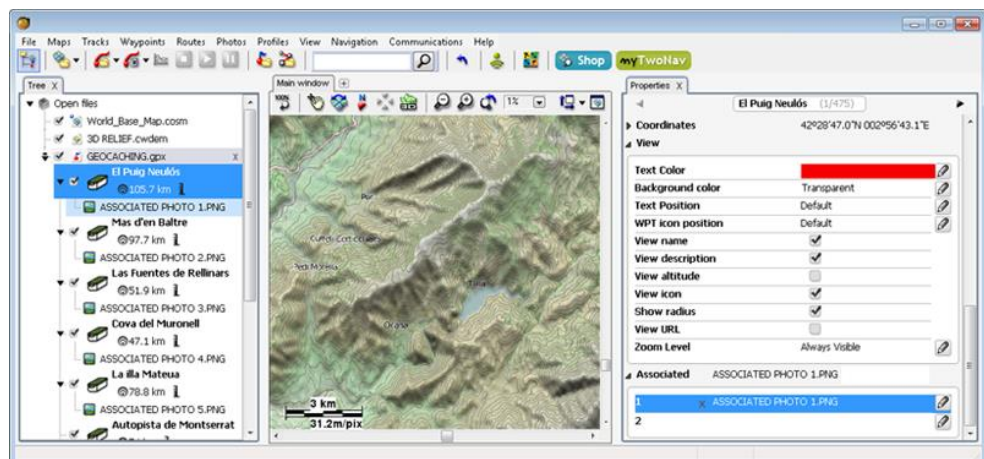 File Maps Tracks Waypoints Routes Photos Profiles View Navigation Communications Help
Shop
myTwoNav
Tree X
Open files
World_Base_Map.cosm
3D RELIEF.cwdem
GEOCACHING.gpx X
El Puig Neulós
105.7 km
ASSOCIATED PHOTO 1.PNG
Mas d'en Baltre
97.7 km
ASSOCIATED PHOTO 2.PNG
Las Fuentes de Rellinars
51.9 km
ASSOCIATED PHOTO 3.PNG
Cova del Muronell
47.1 km
ASSOCIATED PHOTO 4.PNG
La illa Mateua
78.8 km
ASSOCIATED PHOTO 5.PNG
Autopista de Montserrat
Main window
100%
1%
Orasa
3 km
31.2m/pix
Properties X
El Puig Neulós (1/475)
Coordinates 42º28'47.0"N 002º56'43.1"E
View
Text Color
Background color Transparent
Text Position Default
WPT icon position Default
View name
View description
View altitude
View icon
Show radius
View URL
Zoom Level Always Visible
Associated ASSOCIATED PHOTO 1.PNG
1 x ASSOCIATED PHOTO 1.PNG
2